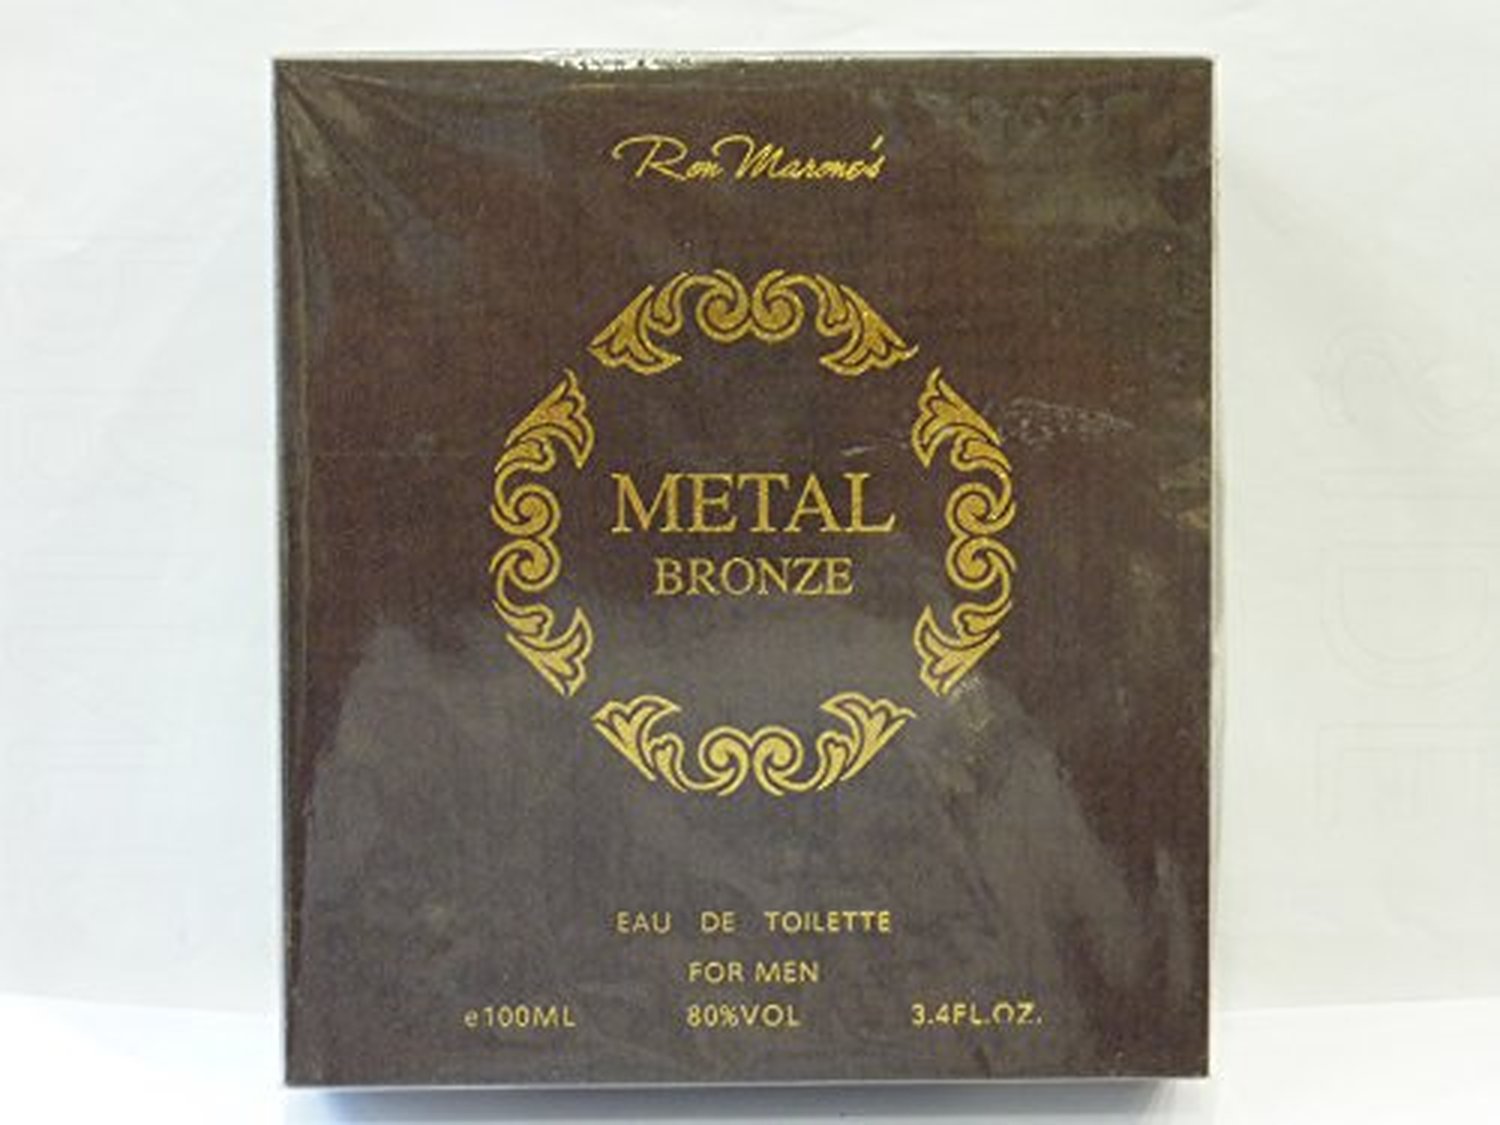 Ron Marone's
METAL
BRONZE
EAU DE TOILETTE
FOR MEN
e100ML 80%VOL 3.4FL.OZ.